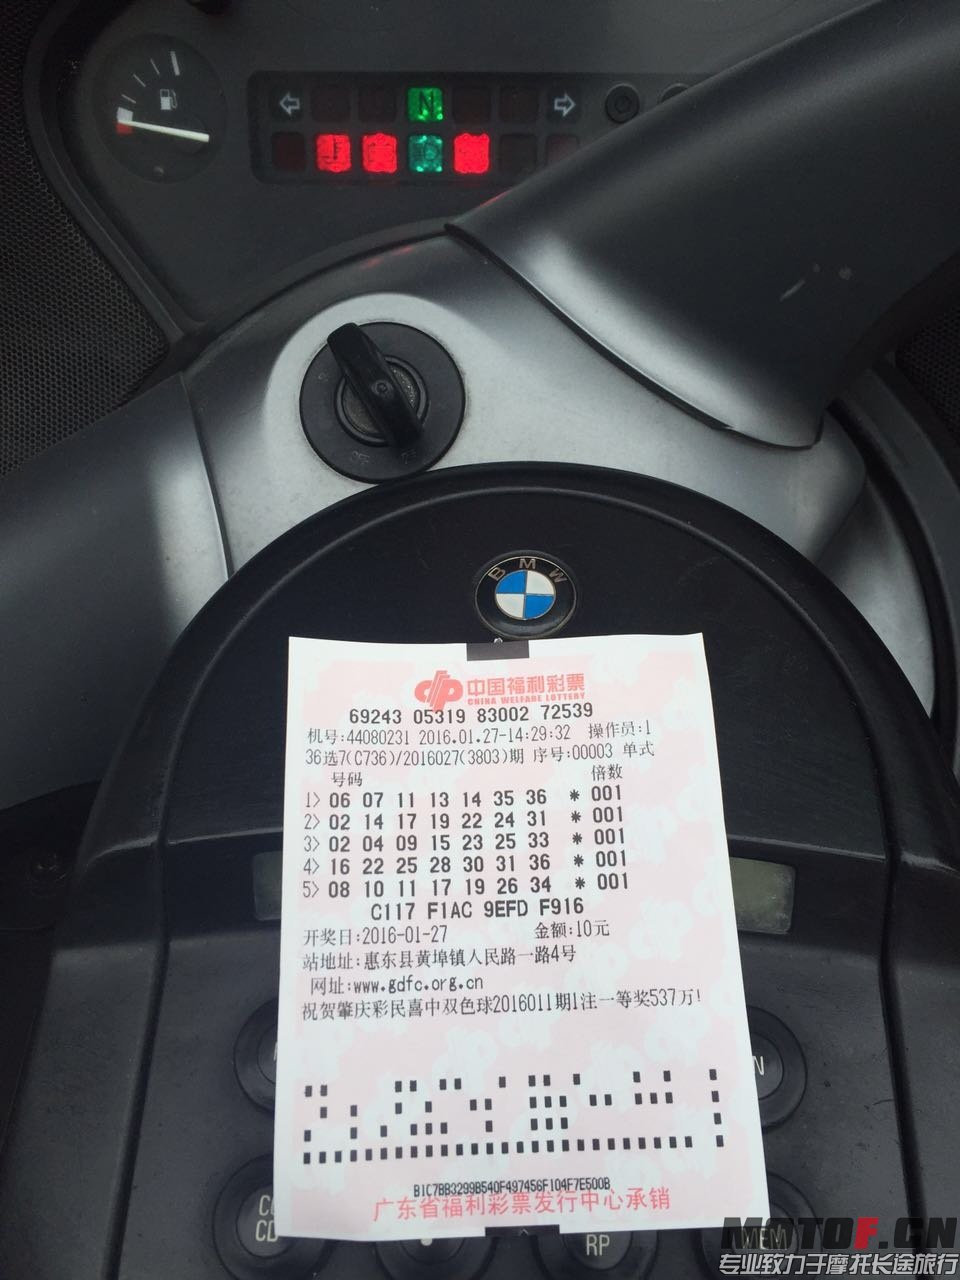 N
OFF
BMW
中国福利彩票
CHINA WELFARE LOTTERY
69243 05319 83002 72539
机号:44080231 2016.01.27-14:29:32 操作员:1
36选7(C736)/2016027(3803)期 序号:00003 单式
号码 倍数
1> 06 07 11 13 14 35 36 * 001
2> 02 14 17 19 22 24 31 * 001
3> 02 04 09 15 23 25 33 * 001
4> 16 22 25 28 30 31 36 * 001
5> 08 10 11 17 19 26 34 * 001
C117 F1AC 9EFD F916
开奖日:2016-01-27 金额:10元
站地址:惠东县黄埠镇人民路一路4号
网址:www.gdfc.org.cn
祝贺肇庆彩民喜中双色球2016011期1注一等奖537万!
B1C7BB3299B540F497456F104F7E500B
广东省福利彩票发行中心承销
CD
RP
MEM
MOTOF.CN
专业致力于摩托长途旅行